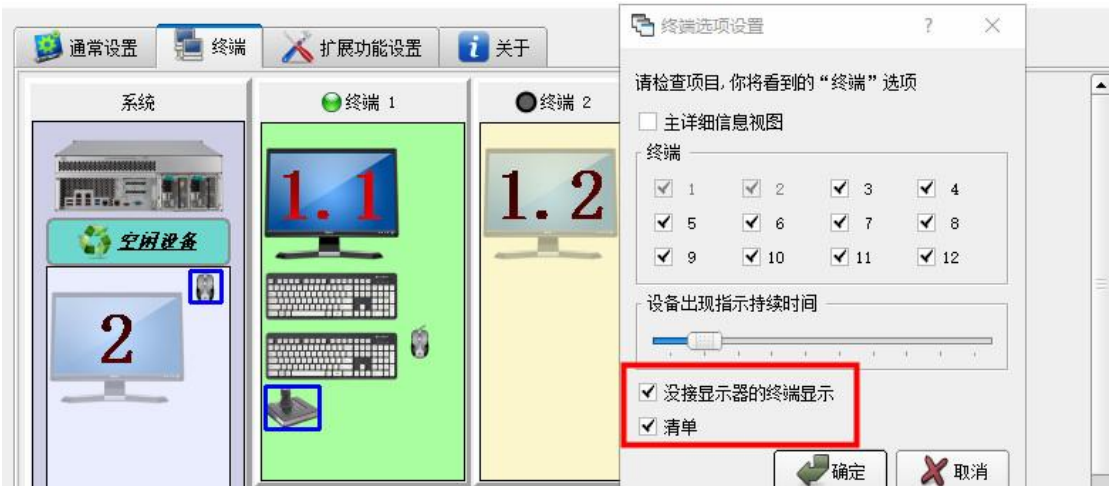 通常设置 终端 扩展功能设置 关于
终端选项设置 ? ×
请检查项目,你将看到的“终端”选项
主详细信息视图
系统 终端 1 终端 2
终端
1 2 3 4
5 6 7 8
9 10 11 12
1.1
1.2
空闲设备
2
设备出现指示持续时间
没接显示器的终端显示
清单
确定 取消